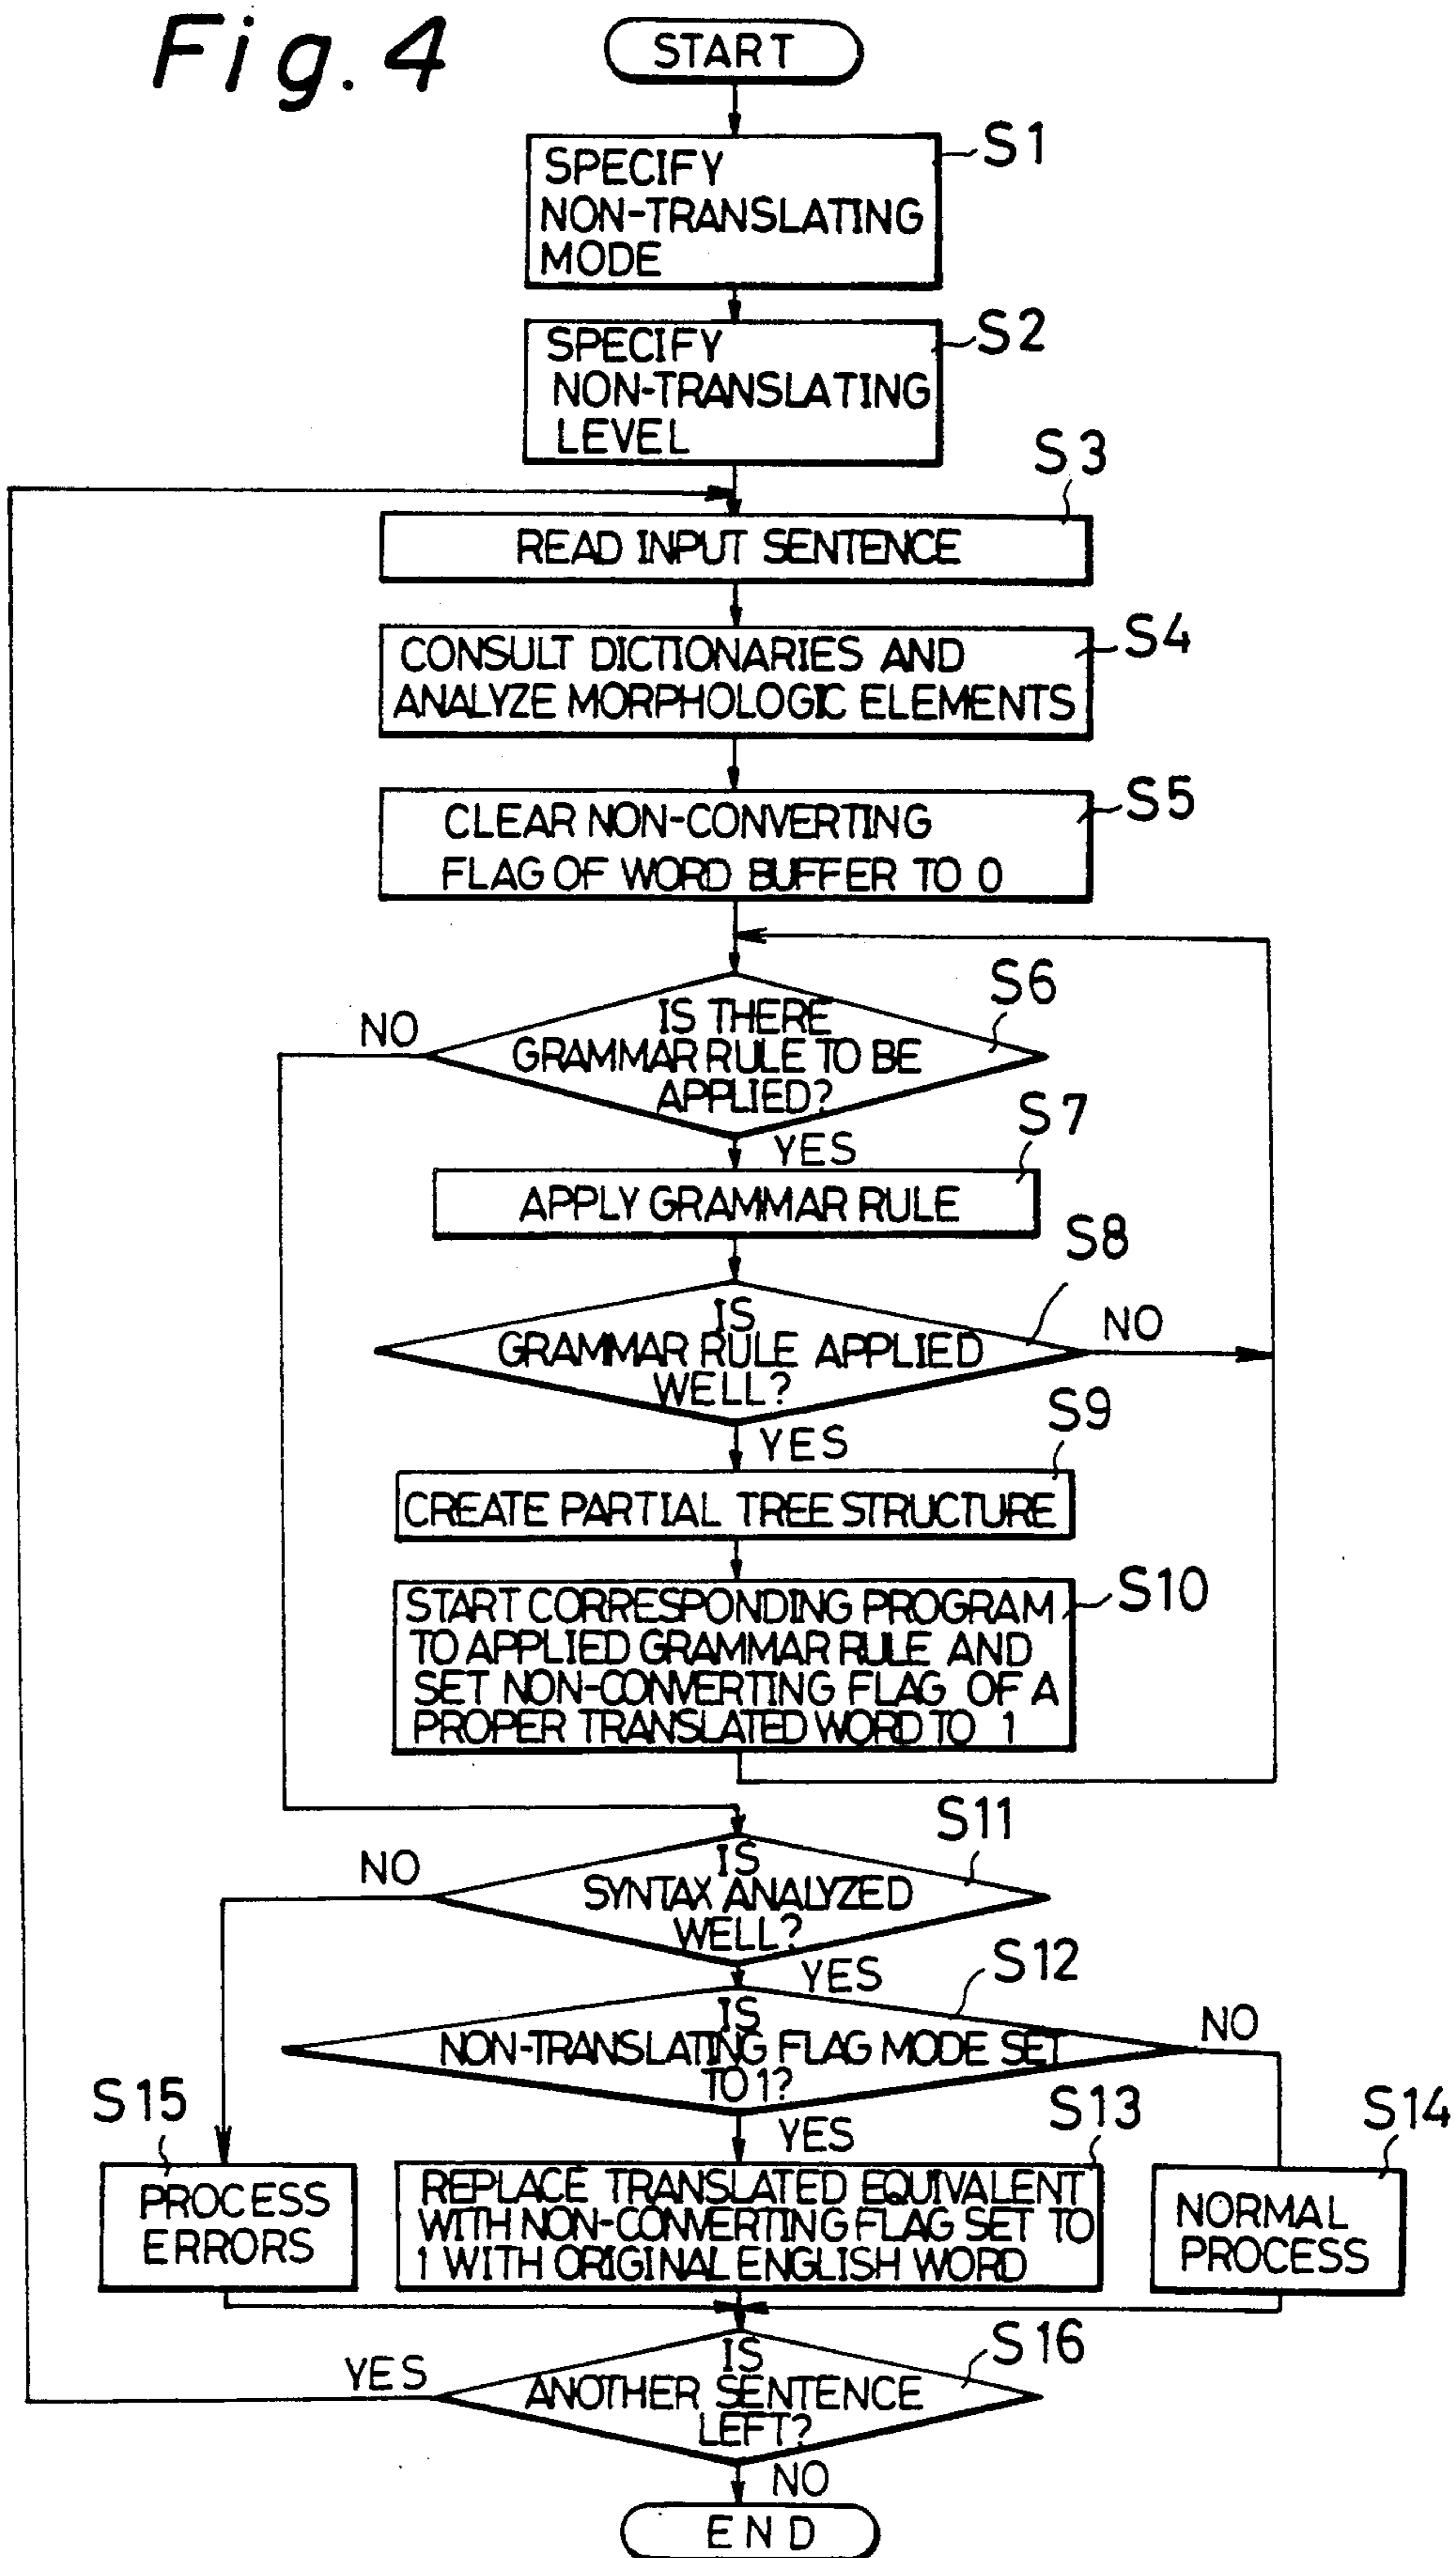 Fig. 4
START
S1
SPECIFY
NON-TRANSLATING
MODE
S2
SPECIFY
NON-TRANSLATING
LEVEL
S3
READ INPUT SENTENCE
S4
CONSULT DICTIONARIES AND
ANALYZE MORPHOLOGIC ELEMENTS
S5
CLEAR NON-CONVERTING
FLAG OF WORD BUFFER TO 0
S6
NO
IS THERE
GRAMMAR RULE TO BE
APPLIED?
S7
YES
APPLY GRAMMAR RULE
S8
IS
GRAMMAR RULE APPLIED
WELL?
NO
S9
YES
CREATE PARTIAL TREE STRUCTURE
S10
START CORRESPONDING PROGRAM
TO APPLIED GRAMMAR RULE AND
SET NON-CONVERTING FLAG OF A
PROPER TRANSLATED WORD TO 1
S11
NO
IS
SYNTAX ANALYZED
WELL?
S12
YES
IS
NON-TRANSLATING FLAG MODE SET
TO 1?
NO
S15
YES
S13
S14
PROCESS
ERRORS
REPLACE TRANSLATED EQUIVALENT
WITH NON-CONVERTING FLAG SET TO
1 WITH ORIGINAL ENGLISH WORD
NORMAL
PROCESS
S16
YES
IS
ANOTHER SENTENCE
LEFT?
NO
END